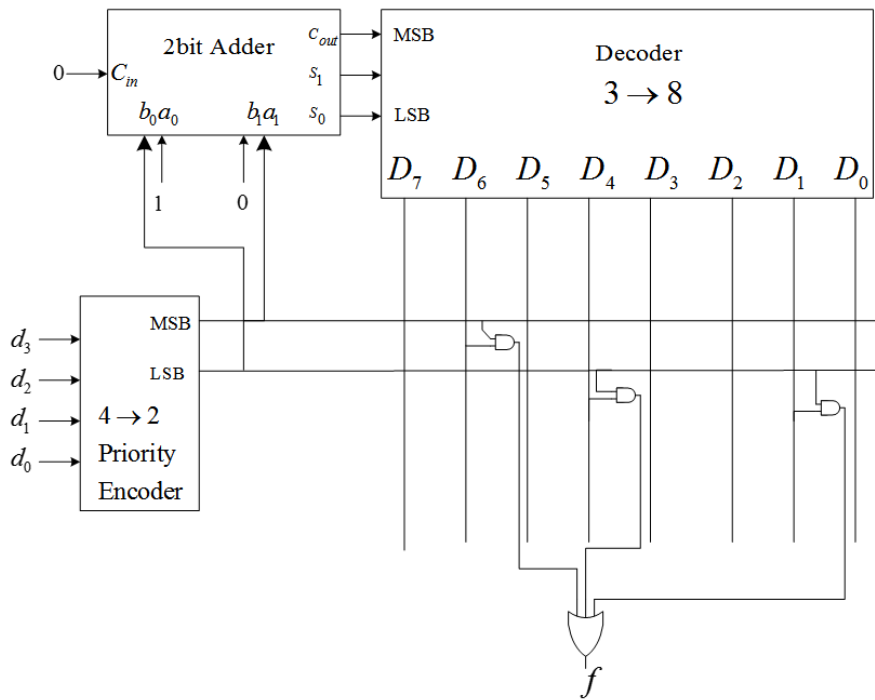 2bit Adder
0
C_in
C_out
S_1
S_0
b_0 a_0
b_1 a_1
1
0
MSB
LSB
Decoder
3 → 8
D_7 D_6 D_5 D_4 D_3 D_2 D_1 D_0
d_3
d_2
d_1
d_0
MSB
LSB
4 → 2
Priority
Encoder
f